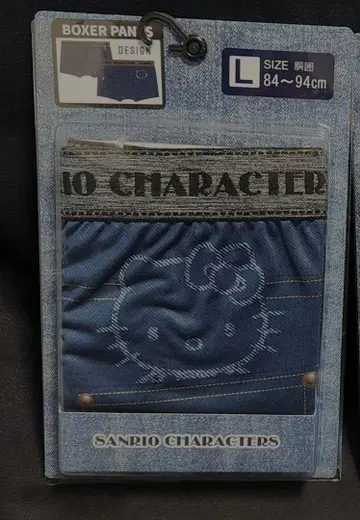 BOXER PANTS
DESIGN
L SIZE 胴囲
84～94cm
IO CHARACTER
SANRIO CHARACTERS